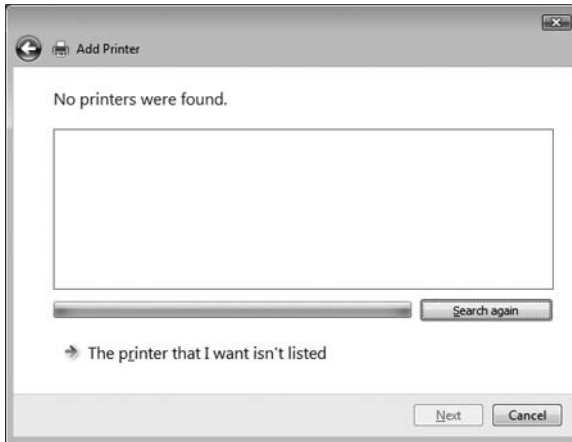 Add Printer
No printers were found.
Search again
The printer that I want isn't listed
Next
Cancel